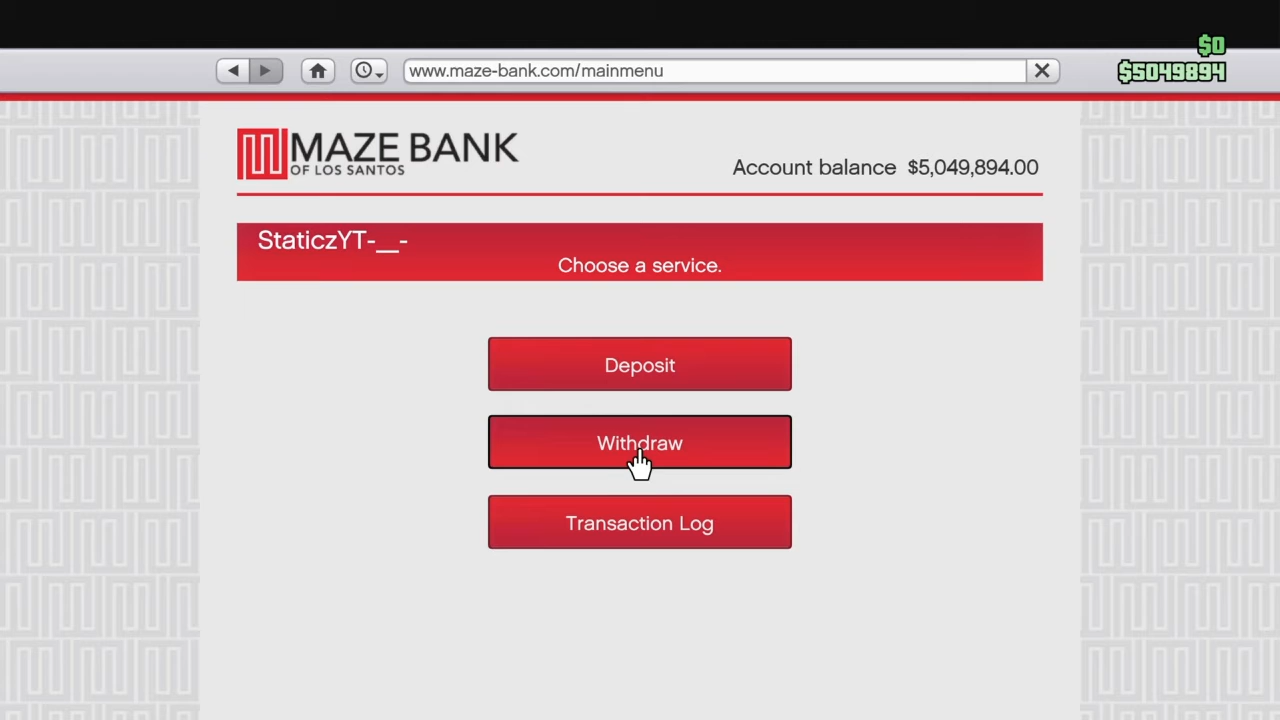 $0
www.maze-bank.com/mainmenu
$5049894
MAZE BANK
OF LOS SANTOS
Account balance $5,049,894.00
StaticzYT-__-
Choose a service.
Deposit
Withdraw
Transaction Log